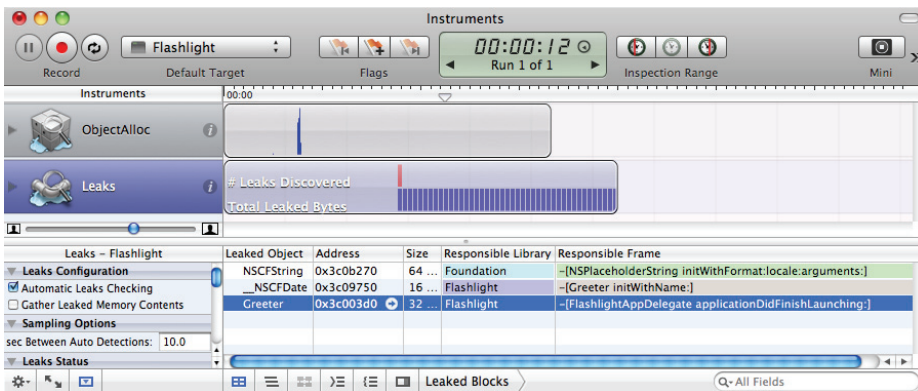 Instruments
Flashlight
00:00:12
Run 1 of 1
Record
Default Target
Flags
Inspection Range
Mini
Instruments
00:00
ObjectAlloc
Leaks
# Leaks Discovered
Total Leaked Bytes
Leaks – Flashlight
Leaked Object Address Size Responsible Library Responsible Frame
Leaks Configuration
NSCFString 0x3c0b270 64 ... Foundation -[NSPlaceholderString initWithFormat:locale:arguments:]
Automatic Leaks Checking
__NSCFDate 0x3c09750 16 ... Flashlight -[Greeter initWithName:]
Gather Leaked Memory Contents
Greeter 0x3c003d0 32 ... Flashlight -[FlashlightAppDelegate applicationDidFinishLaunching:]
Sampling Options
sec Between Auto Detections: 10.0
Leaks Status
Leaked Blocks
All Fields